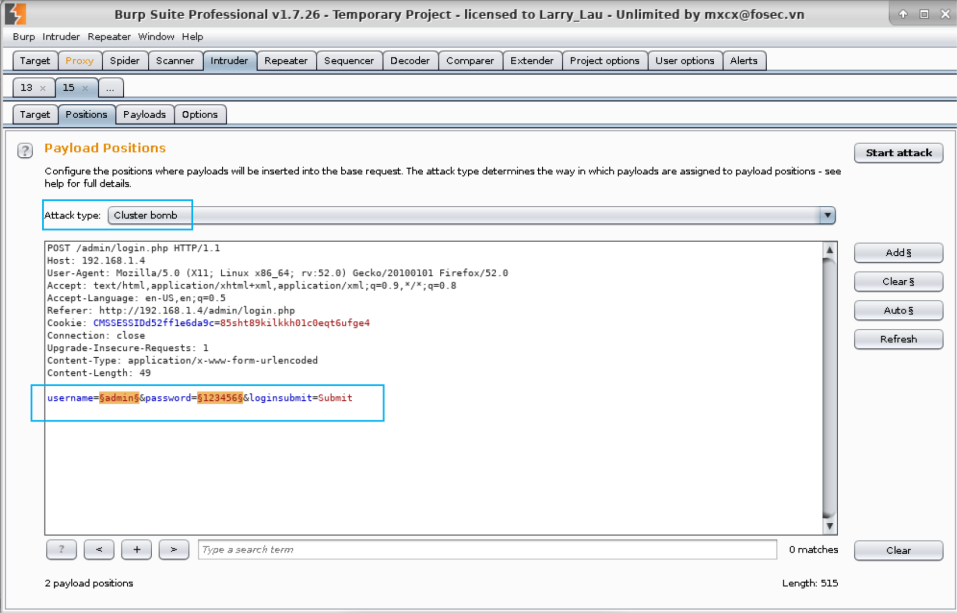 Burp Suite Professional v1.7.26 - Temporary Project - licensed to Larry_Lau - Unlimited by mxcx@fosec.vn
Burp Intruder Repeater Window Help
Target Proxy Spider Scanner Intruder Repeater Sequencer Decoder Comparer Extender Project options User options Alerts
13 × 15 × ...
Target Positions Payloads Options
? Payload Positions
Start attack
Configure the positions where payloads will be inserted into the base request. The attack type determines the way in which payloads are assigned to payload positions - see
help for full details.
Attack type: Cluster bomb
POST /admin/login.php HTTP/1.1
Host: 192.168.1.4
User-Agent: Mozilla/5.0 (X11; Linux x86_64; rv:52.0) Gecko/20100101 Firefox/52.0
Accept: text/html,application/xhtml+xml,application/xml;q=0.9,*/*;q=0.8
Accept-Language: en-US,en;q=0.5
Referer: http://192.168.1.4/admin/login.php
Cookie: CMSSESSIDd52ff1e6da9c=85sht89kilkkh01c0eqt6ufge4
Connection: close
Upgrade-Insecure-Requests: 1
Content-Type: application/x-www-form-urlencoded
Content-Length: 49
username=§admin§&password=§123456§&loginsubmit=Submit
Add §
Clear §
Auto §
Refresh
? < + > Type a search term 0 matches Clear
2 payload positions Length: 515